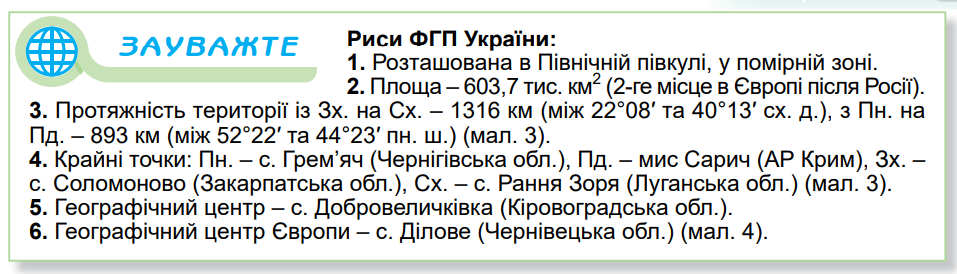 ЗАУВАЖТЕ
Риси ФГП України:
1. Розташована в Північній півкулі, у помірній зоні.
2. Площа – 603,7 тис. км² (2-ге місце в Європі після Росії).
3. Протяжність території із Зх. на Сх. – 1316 км (між 22°08′ та 40°13′ сх. д.), з Пн. на
Пд. – 893 км (між 52°22′ та 44°23′ пн. ш.) (мал. 3).
4. Крайні точки: Пн. – с. Грем’яч (Чернігівська обл.), Пд. – мис Сарич (АР Крим), Зх. –
с. Соломоново (Закарпатська обл.), Сх. – с. Рання Зоря (Луганська обл.) (мал. 3).
5. Географічний центр – с. Добровеличківка (Кіровоградська обл.).
6. Географічний центр Європи – с. Ділове (Чернівецька обл.) (мал. 4).